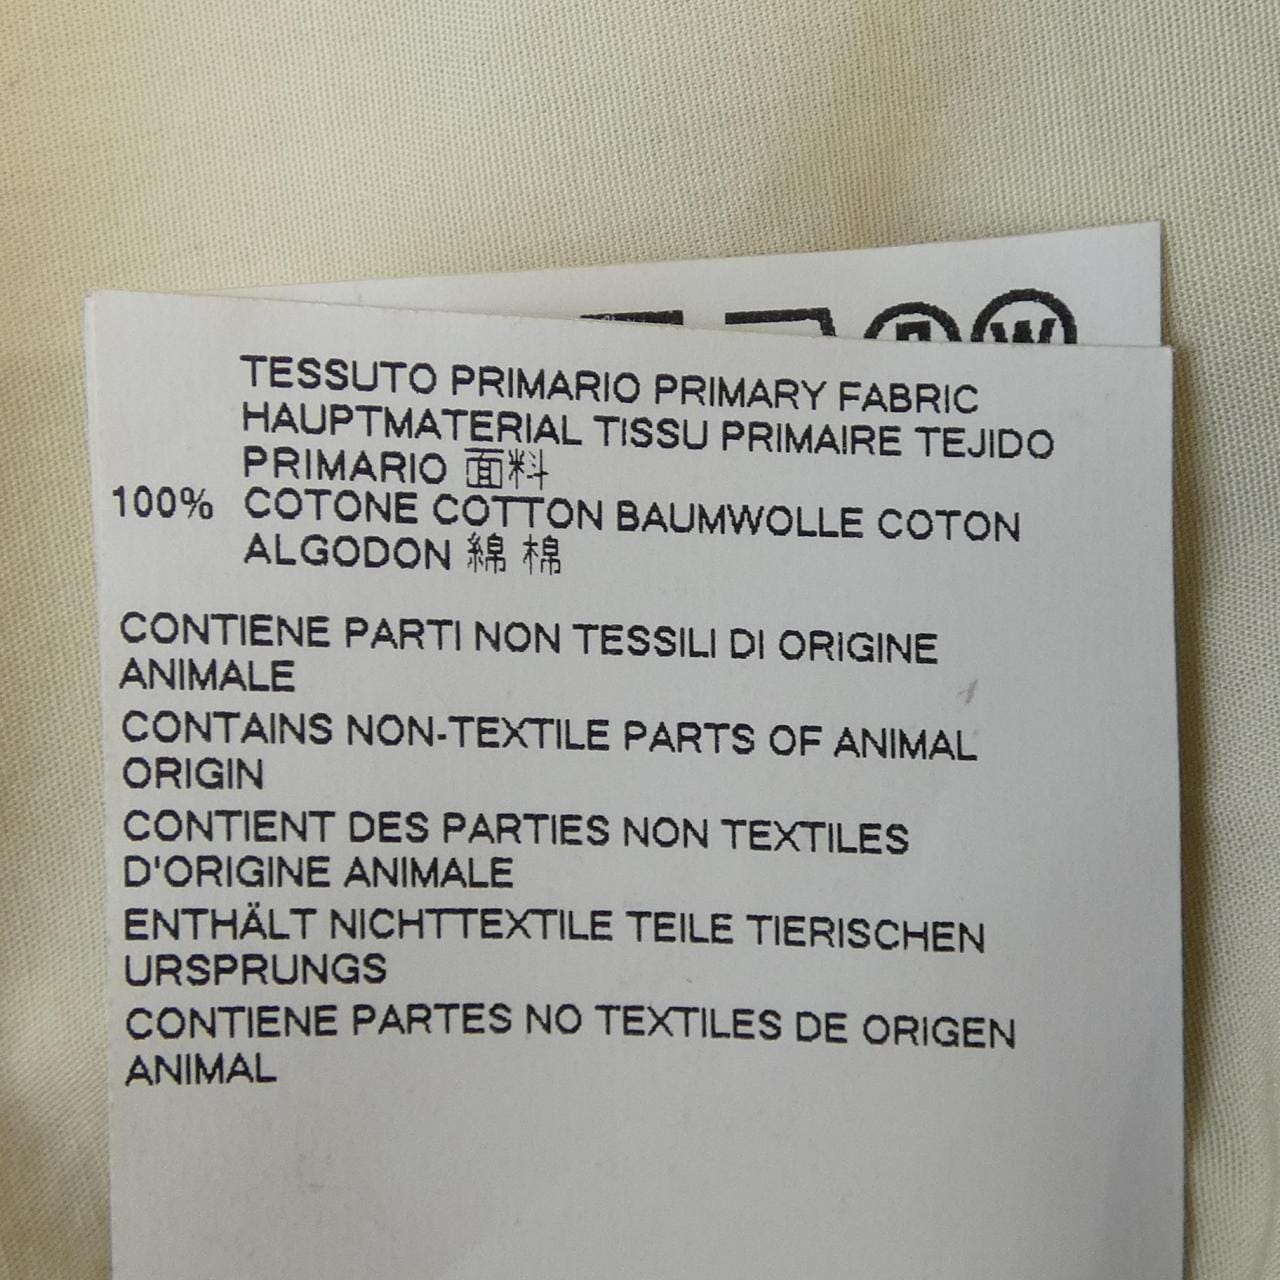 W
TESSUTO PRIMARIO PRIMARY FABRIC
HAUPTMATERIAL TISSU PRIMAIRE TEJIDO
PRIMARIO 面料
100% COTONE COTTON BAUMWOLLE COTON
ALGODON 綿 棉
CONTIENE PARTI NON TESSILI DI ORIGINE
ANIMALE
CONTAINS NON-TEXTILE PARTS OF ANIMAL
ORIGIN
CONTIENT DES PARTIES NON TEXTILES
D'ORIGINE ANIMALE
ENTHÄLT NICHTTEXTILE TEILE TIERISCHEN
URSPRUNGS
CONTIENE PARTES NO TEXTILES DE ORIGEN
ANIMAL